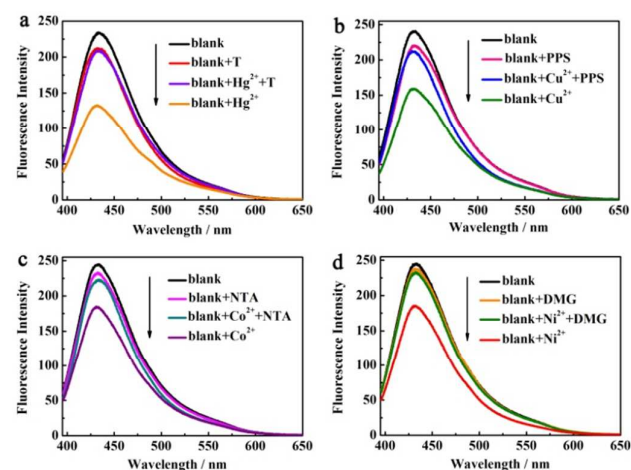 a
250
200
150
100
50
0
Fluorescence Intensity
blank
blank+T
blank+Hg²⁺+T
blank+Hg²⁺
400 450 500 550 600 650
Wavelength / nm
b
250
200
150
100
50
0
Fluorescence Intensity
blank
blank+PPS
blank+Cu²⁺+PPS
blank+Cu²⁺
400 450 500 550 600 650
Wavelength / nm
c
250
200
150
100
50
0
Fluorescence Intensity
blank
blank+NTA
blank+Co²⁺+NTA
blank+Co²⁺
400 450 500 550 600 650
Wavelength / nm
d
250
200
150
100
50
0
Fluorescence Intensity
blank
blank+DMG
blank+Ni²⁺+DMG
blank+Ni²⁺
400 450 500 550 600 650
Wavelength / nm